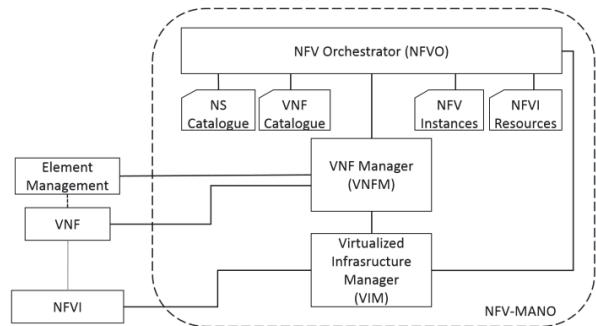 NFV Orchestrator (NFVO)
NS
Catalogue
VNF
Catalogue
NFV
Instances
NFVI
Resources
Element
Management
VNF Manager
(VNFM)
VNF
Virtualized
Infrasructure
Manager
(VIM)
NFVI
NFV-MANO